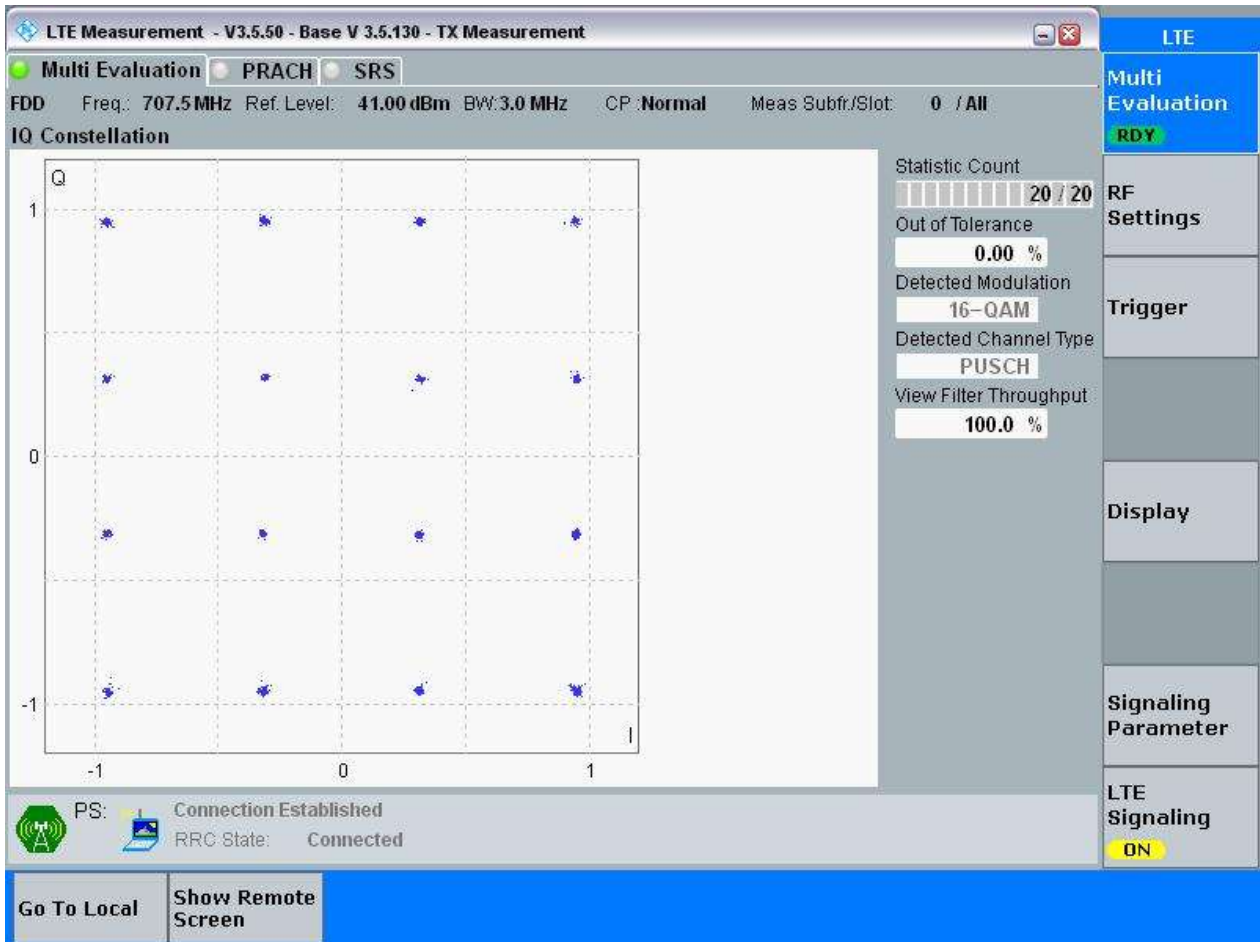 LTE Measurement - V3.5.50 - Base V 3.5.130 - TX Measurement
Multi Evaluation PRACH SRS
FDD Freq.: 707.5 MHz Ref. Level: 41.00 dBm BW: 3.0 MHz CP : Normal Meas Subfr./Slot: 0 / All
IQ Constellation
Q
1
0
-1
I
-1 0 1
Statistic Count
20 / 20
Out of Tolerance
0.00 %
Detected Modulation
16-QAM
Detected Channel Type
PUSCH
View Filter Throughput
100.0 %
PS: Connection Established
RRC State: Connected
LTE
Multi
Evaluation
RDY
RF
Settings
Trigger
Display
Signaling
Parameter
LTE
Signaling
ON
Go To Local
Show Remote
Screen